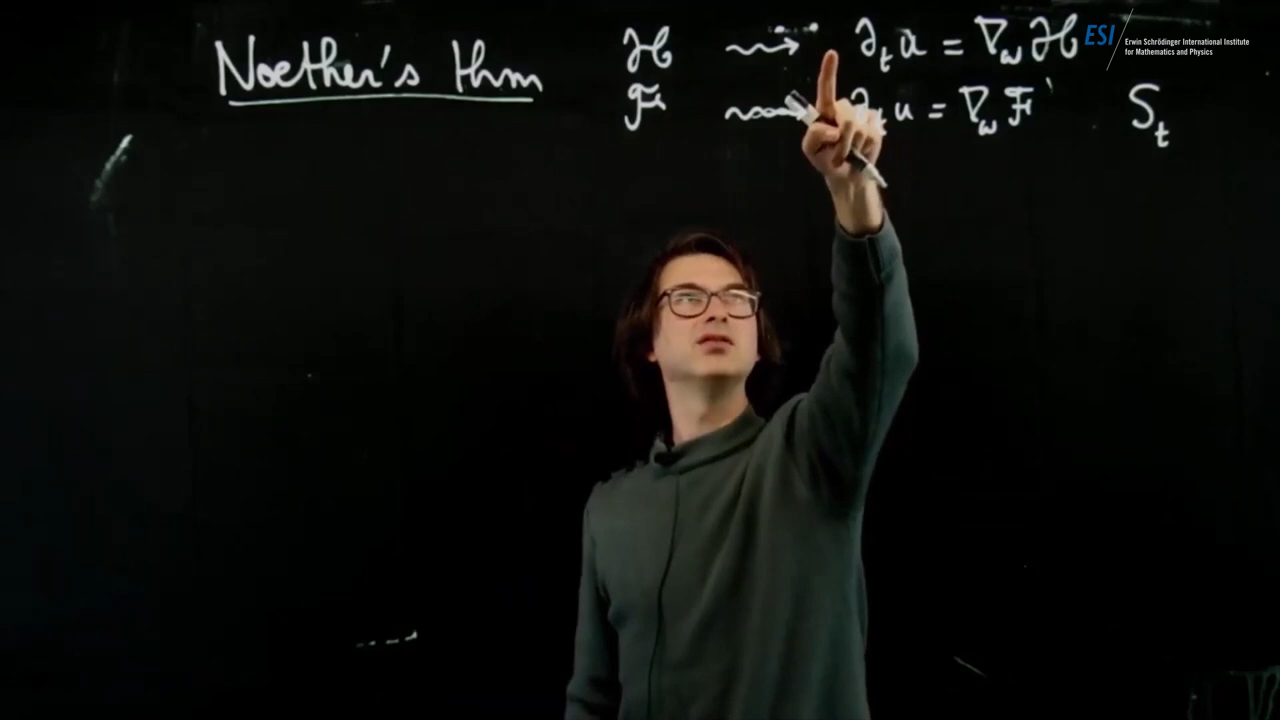 Noether's thm ℋ ⇝ ∂ₜu = ∇_ω ℋ
ℱ ⇝ ∂ₜu = ∇_ω ℱ Sₜ
ESI Erwin Schrödinger International Institute
for Mathematics and Physics